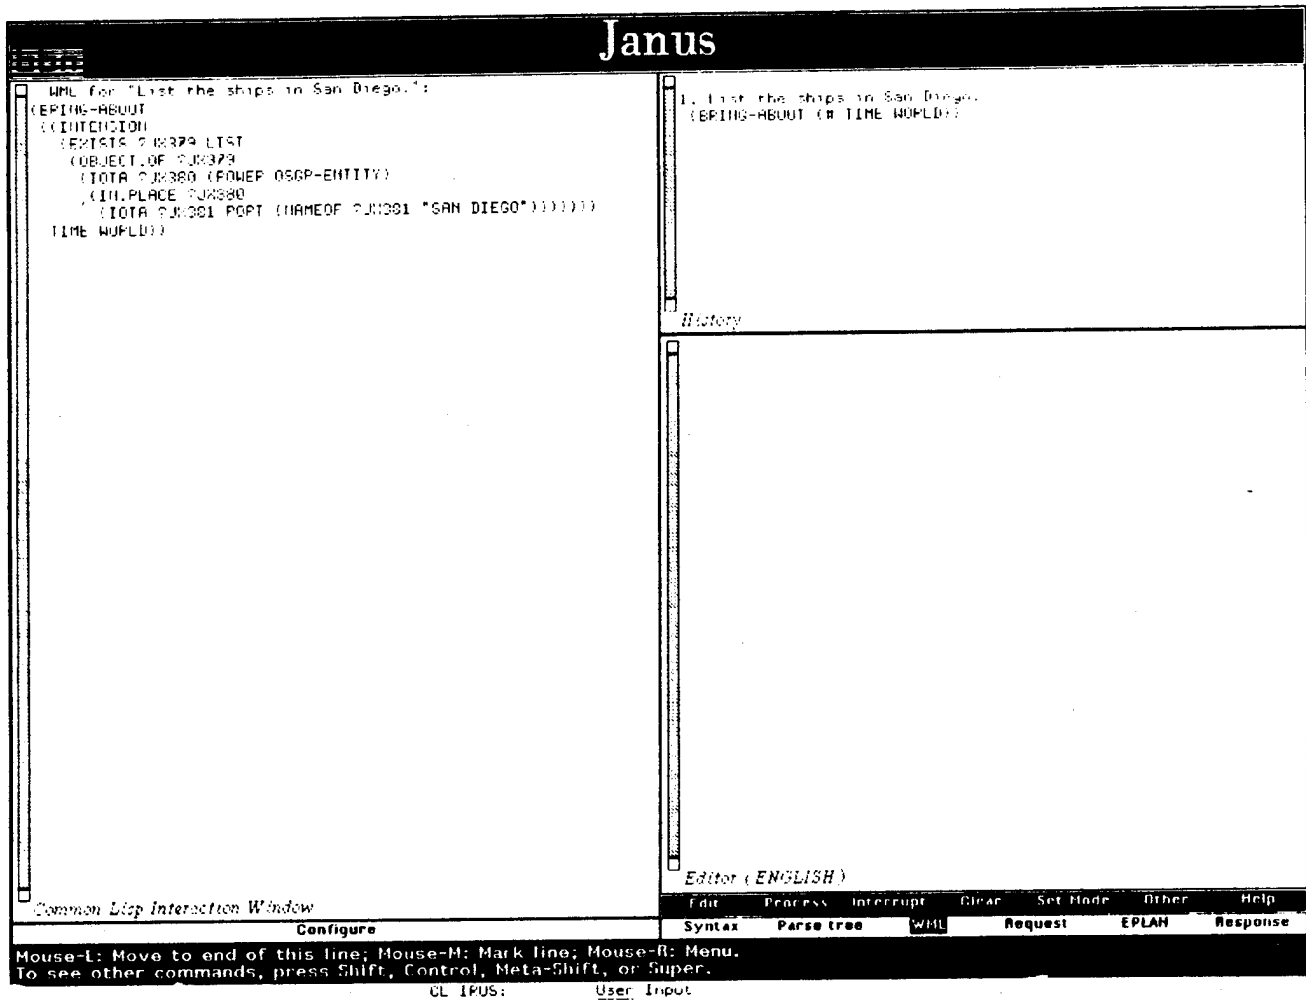 Janus
WML for "List the ships in San Diego.":
(BRING-ABOUT
((INTENSION
(EXISTS ?JX379 LIST
(OBJECT.OF ?JX379
(IOTA ?JX380 (POWER OSGP-ENTITY)
(IN.PLACE ?JX380
(IOTA ?JX381 PORT (NAMEOF ?JX381 "SAN DIEGO")))))))
TIME WORLD))
Common Lisp Interaction Window
Configure
1. List the ships in San Diego.
(BRING-ABOUT (# TIME WORLD))
History
Editor (ENGLISH)
Edit Process Interrupt Clear Set Mode Other Help
Syntax Parse tree WML Request EPLAN Response
Mouse-L: Move to end of this line; Mouse-M: Mark line; Mouse-R: Menu.
To see other commands, press Shift, Control, Meta-Shift, or Super.
CL IRUS: User Input